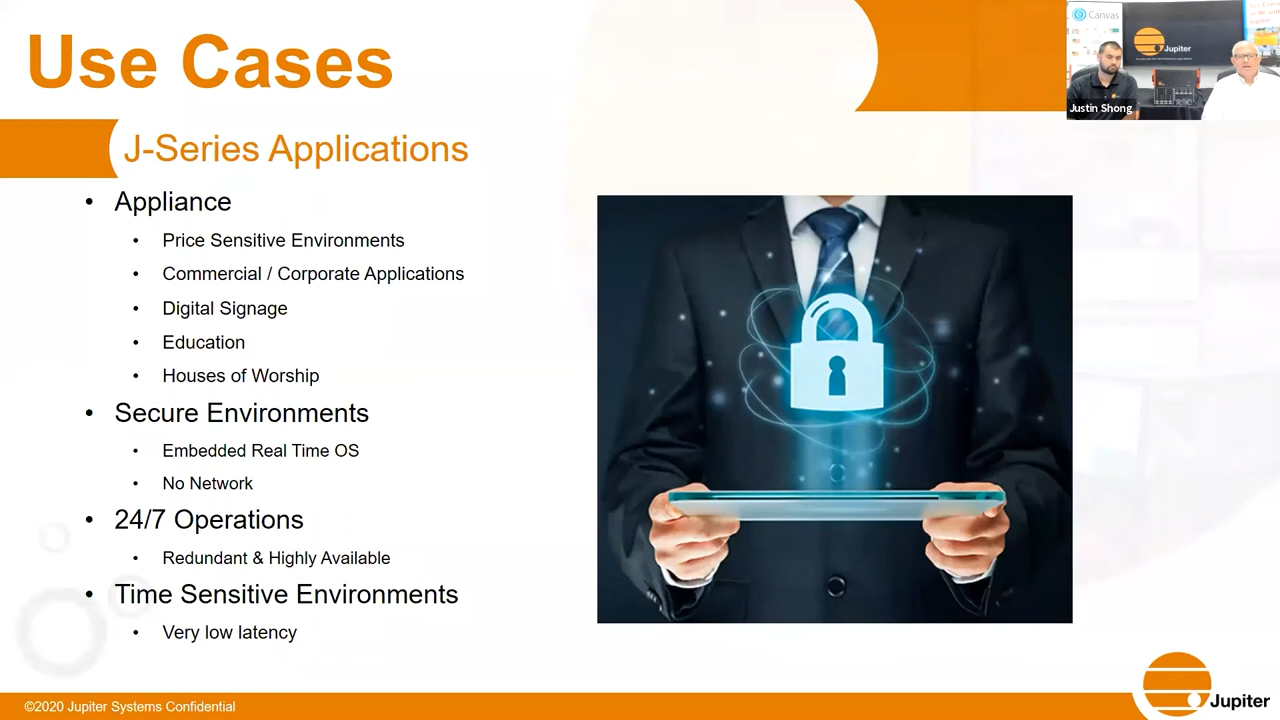 Use Cases
J-Series Applications
• Appliance
• Price Sensitive Environments
• Commercial / Corporate Applications
• Digital Signage
• Education
• Houses of Worship
• Secure Environments
• Embedded Real Time OS
• No Network
• 24/7 Operations
• Redundant & Highly Available
• Time Sensitive Environments
• Very low latency
Canvas
Jupiter
Justin Shong
©2020 Jupiter Systems Confidential
Jupiter